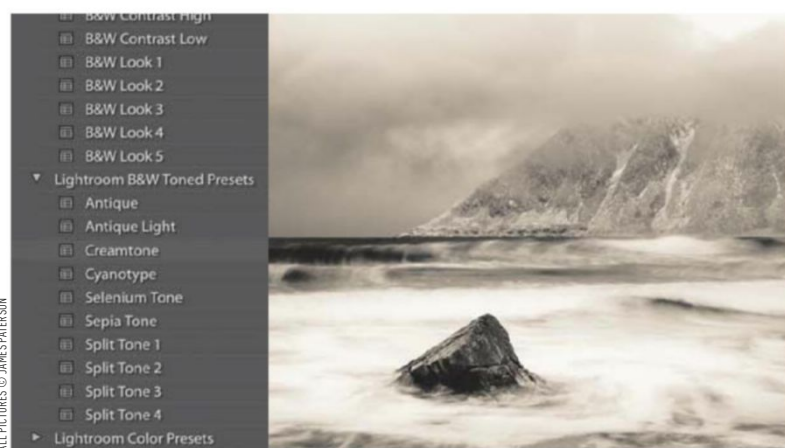 B&W Contrast High
B&W Contrast Low
B&W Look 1
B&W Look 2
B&W Look 3
B&W Look 4
B&W Look 5
Lightroom B&W Toned Presets
Antique
Antique Light
Creamtone
Cyanotype
Selenium Tone
Sepia Tone
Split Tone 1
Split Tone 2
Split Tone 3
Split Tone 4
Lightroom Color Presets
ALL PICTURES © JAMES PATERSON